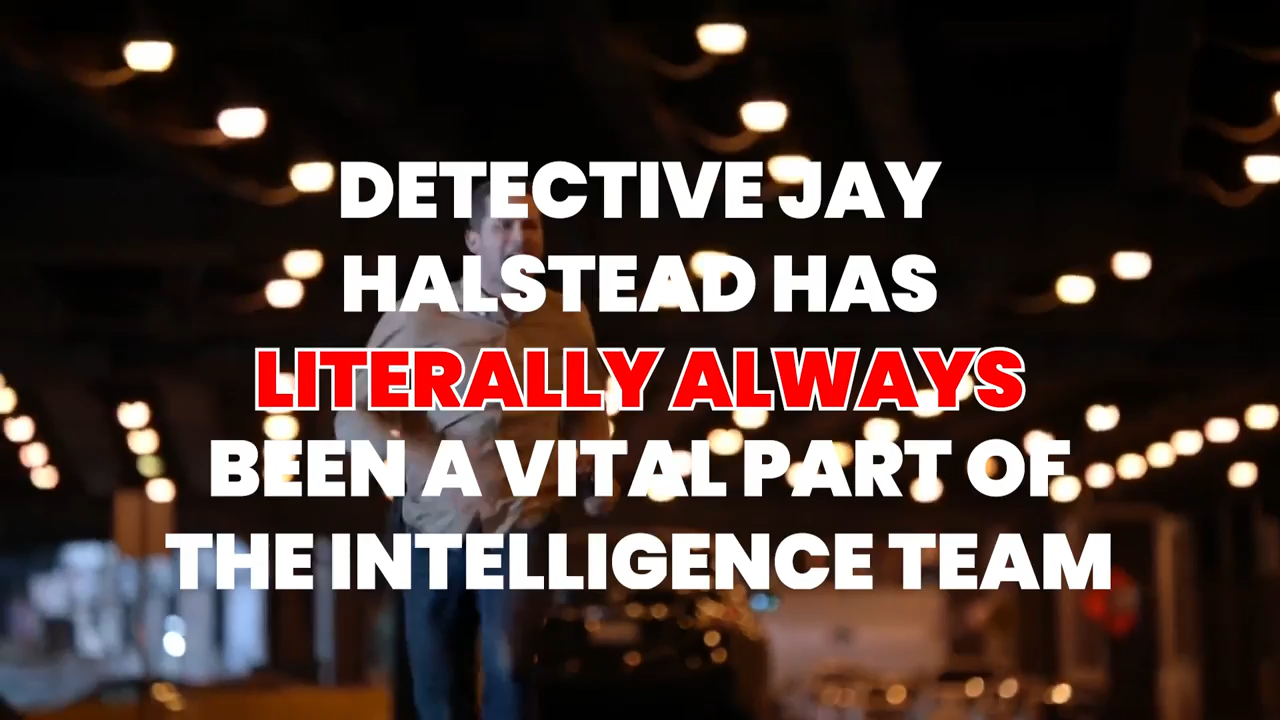 DETECTIVE JAY
HALSTEAD HAS
LITERALLY ALWAYS
BEEN A VITAL PART OF
THE INTELLIGENCE TEAM